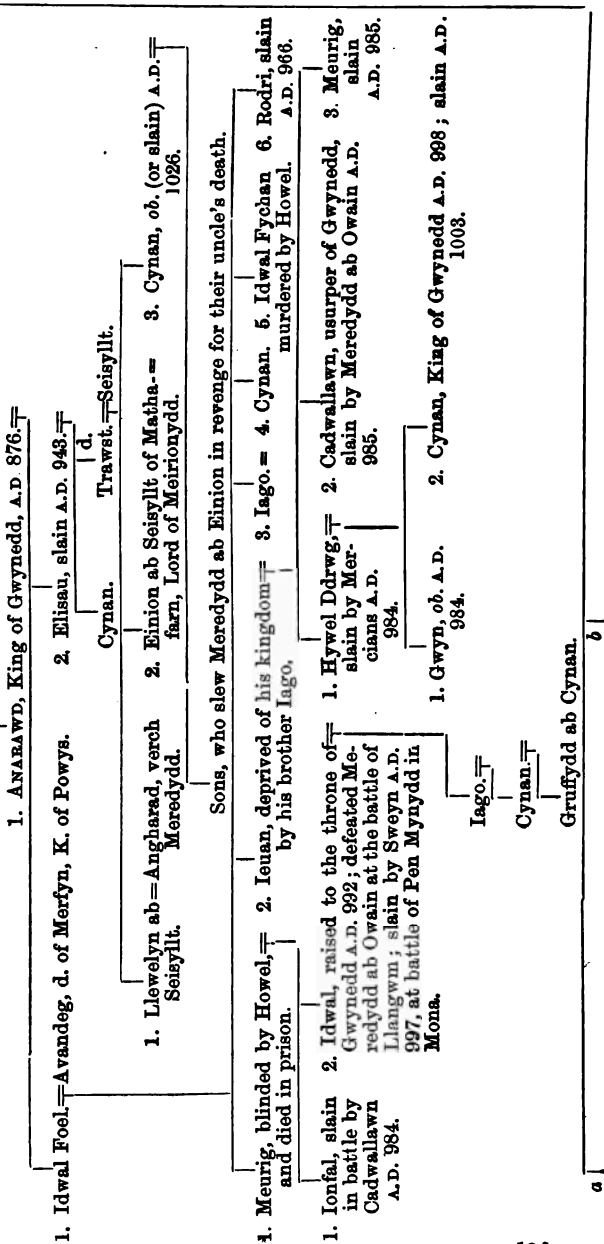 1. ANARAWD, King of Gwynedd, A.D. 876.
1. Idwal Foel.=Avandeg, d. of Merfyn, K. of Powys.
2. Elisau, slain A.D. 943.
Cynan.
d.
Trawst.=Seisyllt.
1. Llewelyn ab=Angharad, verch
Seisyllt. Meredydd.
2. Einion ab Seisyllt of Matha-=
farn, Lord of Meirionydd.
3. Cynan, ob. (or slain) A.D.=
1026.
Sons, who slew Meredydd ab Einion in revenge for their uncle's death.
1. Meurig, blinded by Howel,=
and died in prison.
2. Ieuan, deprived of his kingdom=
by his brother Iago.
3. Iago.=
4. Cynan.
5. Idwal Fychan
murdered by Howel.
6. Rodri, slain
A.D. 966.
1. Ionfal, slain
in battle by
Cadwallawn
A.D. 984.
2. Idwal, raised to the throne of=
Gwynedd A.D. 992; defeated Me-
redydd ab Owain at the battle of
Llangwm; slain by Sweyn A.D.
997, at battle of Pen Mynydd in
Mona.
1. Hywel Ddrwg,=
slain by Mer-
cians A.D.
984.
2. Cadwallawn, usurper of Gwynedd,
slain by Meredydd ab Owain A.D.
985.
3. Meurig,
slain
A.D. 985.
1. Gwyn, ob. A.D.
984.
2. Cynan, King of Gwynedd A.D. 998; slain A.D.
1003.
Iago.=
Cynan.=
Gruffydd ab Cynan.
a
b